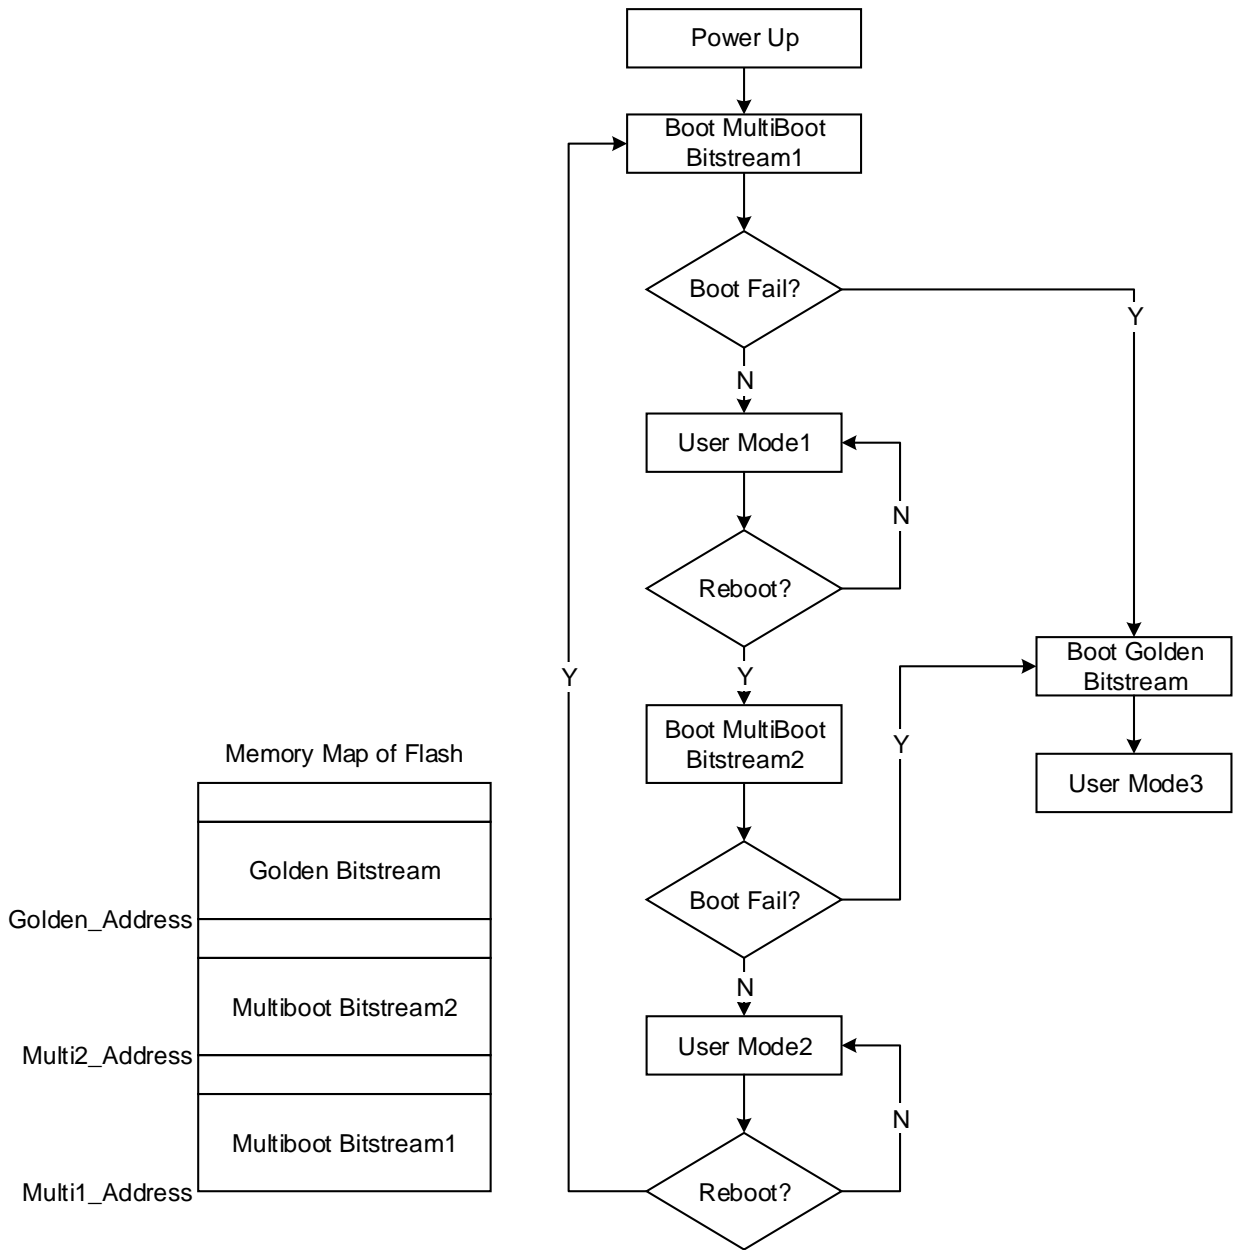 Power Up
Boot MultiBoot
Bitstream1
Boot Fail?
Y
N
User Mode1
N
Reboot?
Y
Y
Boot MultiBoot
Bitstream2
Y
Boot Golden
Bitstream
User Mode3
Boot Fail?
N
User Mode2
N
Reboot?
Memory Map of Flash
Golden Bitstream
Golden_Address
Multiboot Bitstream2
Multi2_Address
Multiboot Bitstream1
Multi1_Address